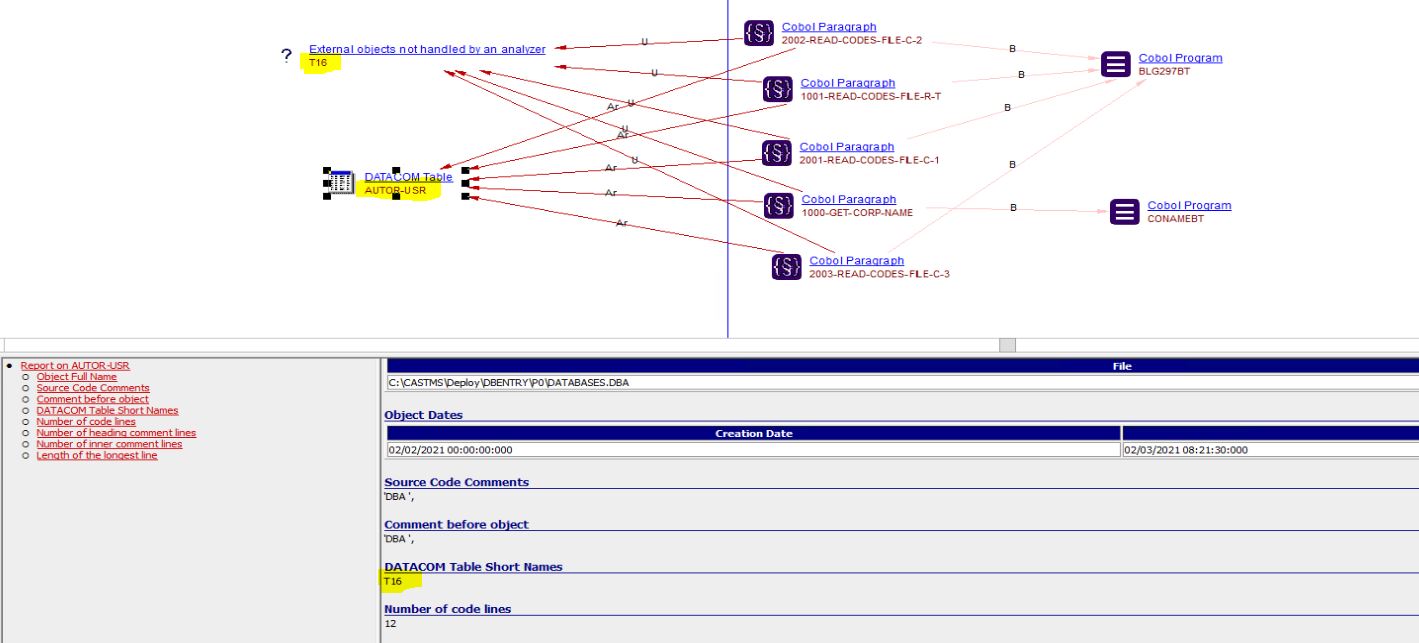 Cobol Paragraph
2002-READ-CODES-FILE-C-2
External objects not handled by an analyzer
T16
?
U
B
Cobol Program
BLG297BT
U
B
Cobol Paragraph
1001-READ-CODES-FILE-R-T
Ar
U
B
U
Ar
Cobol Paragraph
2001-READ-CODES-FILE-C-1
U
Ar
B
DATACOM Table
AUTOR-USR
Ar
Cobol Paragraph
1000-GET-CORP-NAME
B
Cobol Program
CONAMEBT
Ar
Cobol Paragraph
2003-READ-CODES-FILE-C-3
Report on AUTOR-USR
Object Full Name
Source Code Comments
Comment before object
DATACOM Table Short Names
Number of code lines
Number of heading comment lines
Number of inner comment lines
Length of the longest line
File
C:\CASTMS\Deploy\DBENTRY\P0\DATABASES.DBA
Object Dates
Creation Date
02/02/2021 00:00:00:000
02/03/2021 08:21:30:000
Source Code Comments
'DBA ',
Comment before object
'DBA ',
DATACOM Table Short Names
T16
Number of code lines
12